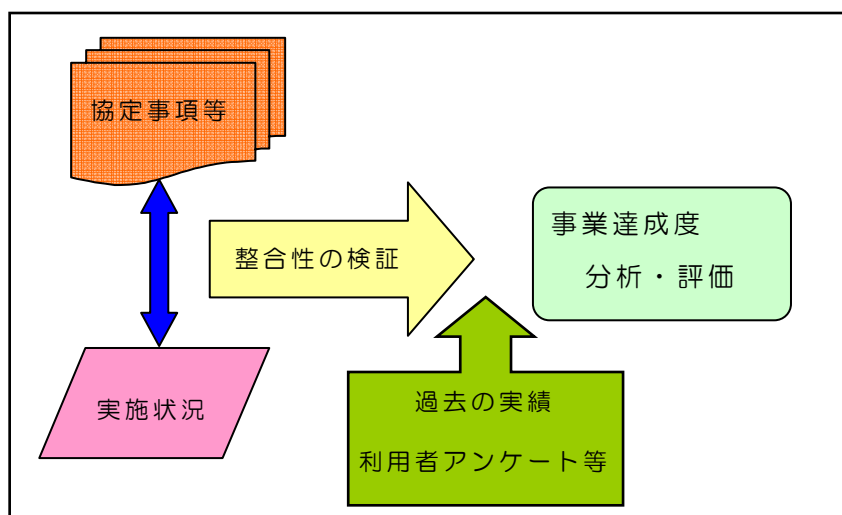 協定事項等
整合性の検証
事業達成度
分析・評価
実施状況
過去の実績
利用者アンケート等